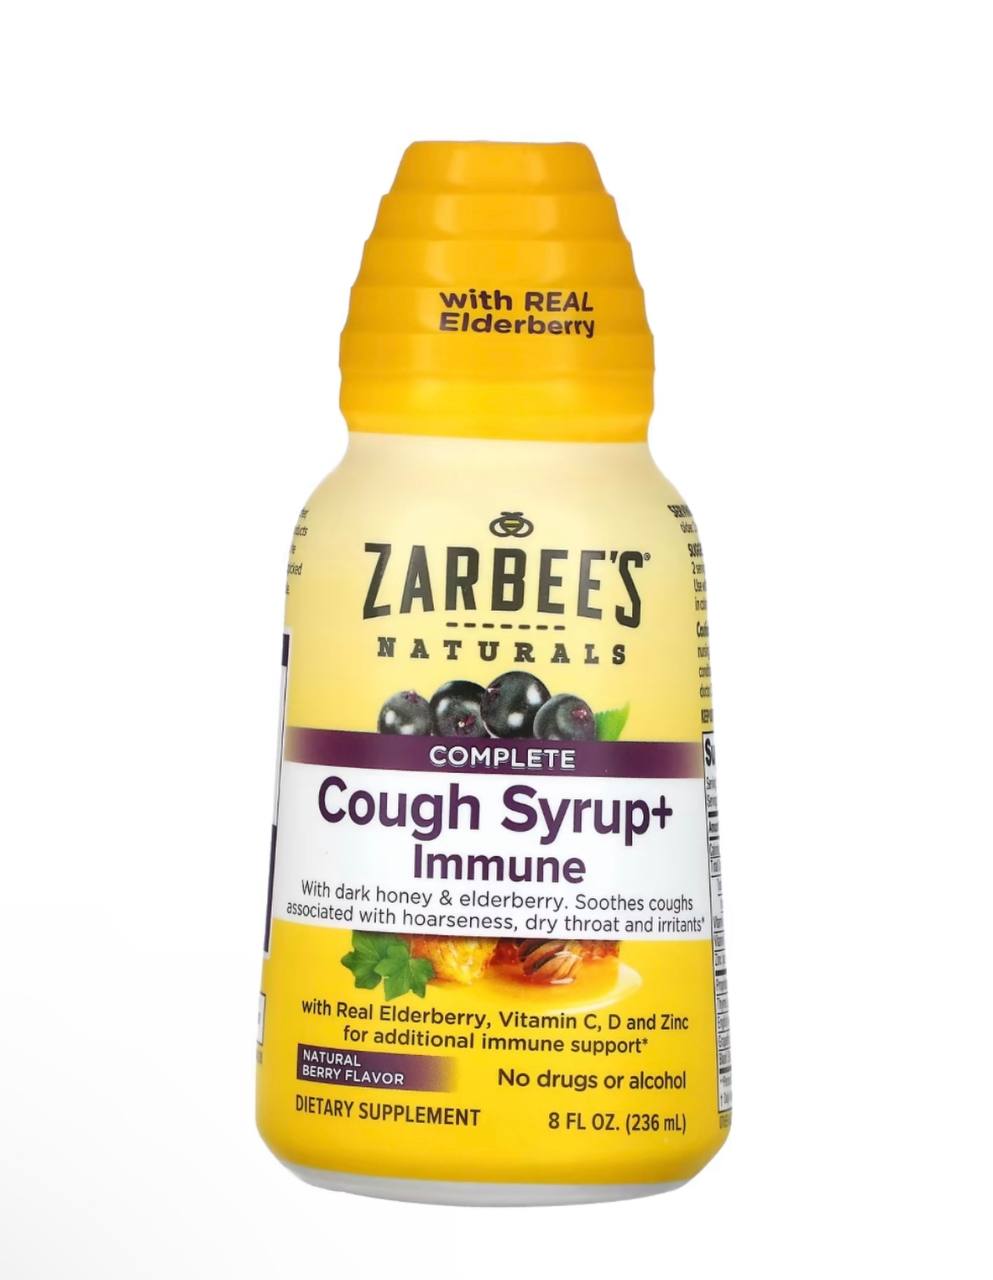 with REAL
Elderberry
ZARBEE'S®
NATURALS
COMPLETE
Cough Syrup+
Immune
With dark honey & elderberry. Soothes coughs
associated with hoarseness, dry throat and irritants*
with Real Elderberry, Vitamin C, D and Zinc
for additional immune support*
NATURAL
BERRY FLAVOR
No drugs or alcohol
DIETARY SUPPLEMENT
8 FL OZ. (236 mL)